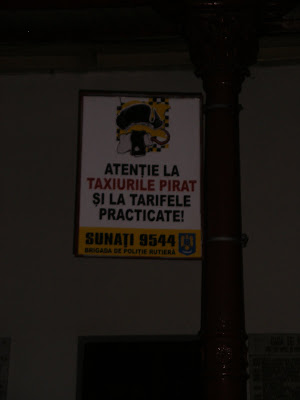 ATENȚIE LA
TAXIURILE PIRAT
ȘI LA TARIFELE
PRACTICATE!
SUNAȚI 9544
BRIGADA DE POLIȚIE RUTIERĂ